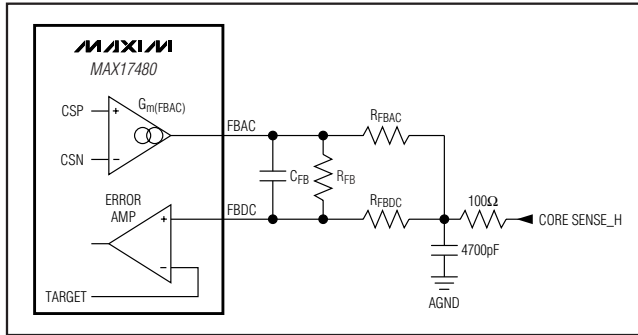 MAXIM
MAX17480
Gm(FBAC)
CSP
+
CSN
−
FBAC
RFBAC
CFB
RFB
100Ω
CORE SENSE_H
ERROR
AMP
FBDC
+
RFBDC
4700pF
−
TARGET
AGND